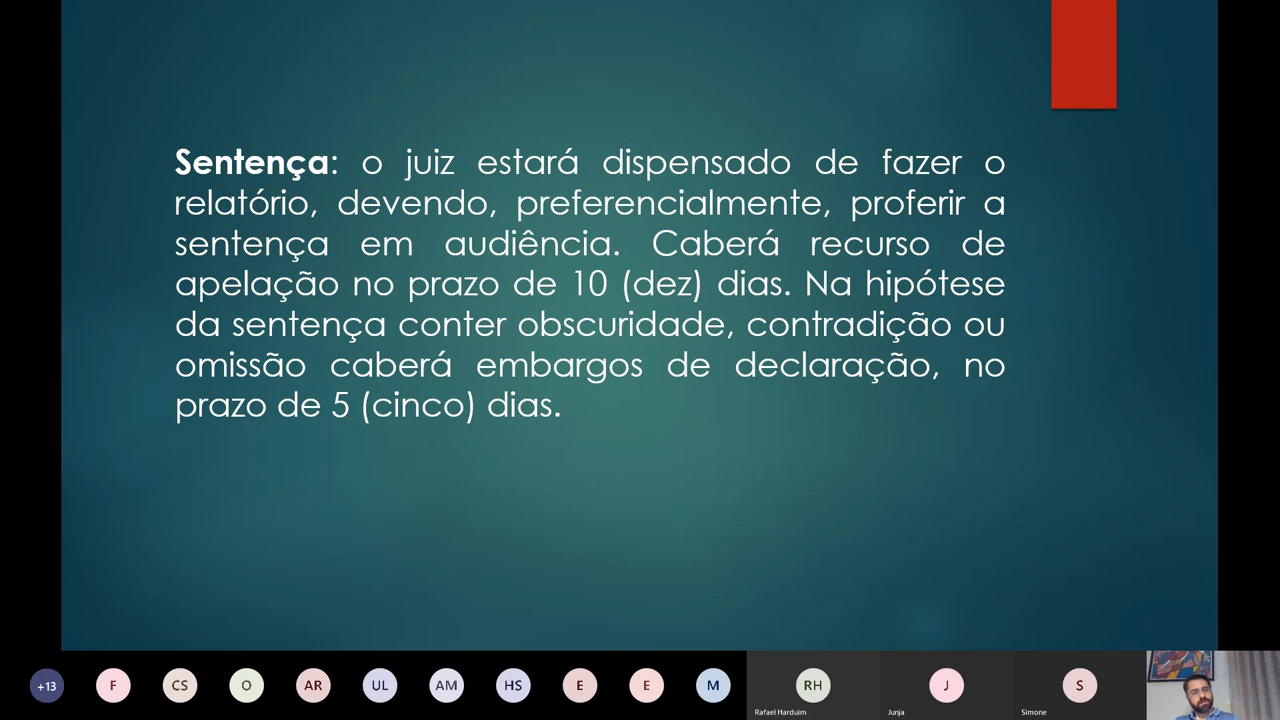 Sentença: o juiz estará dispensado de fazer o
relatório, devendo, preferencialmente, proferir a
sentença em audiência. Caberá recurso de
apelação no prazo de 10 (dez) dias. Na hipótese
da sentença conter obscuridade, contradição ou
omissão caberá embargos de declaração, no
prazo de 5 (cinco) dias.
+13 F CS O AR UL AM HS E E M RH J S
Rafael Harduim Junja Simone